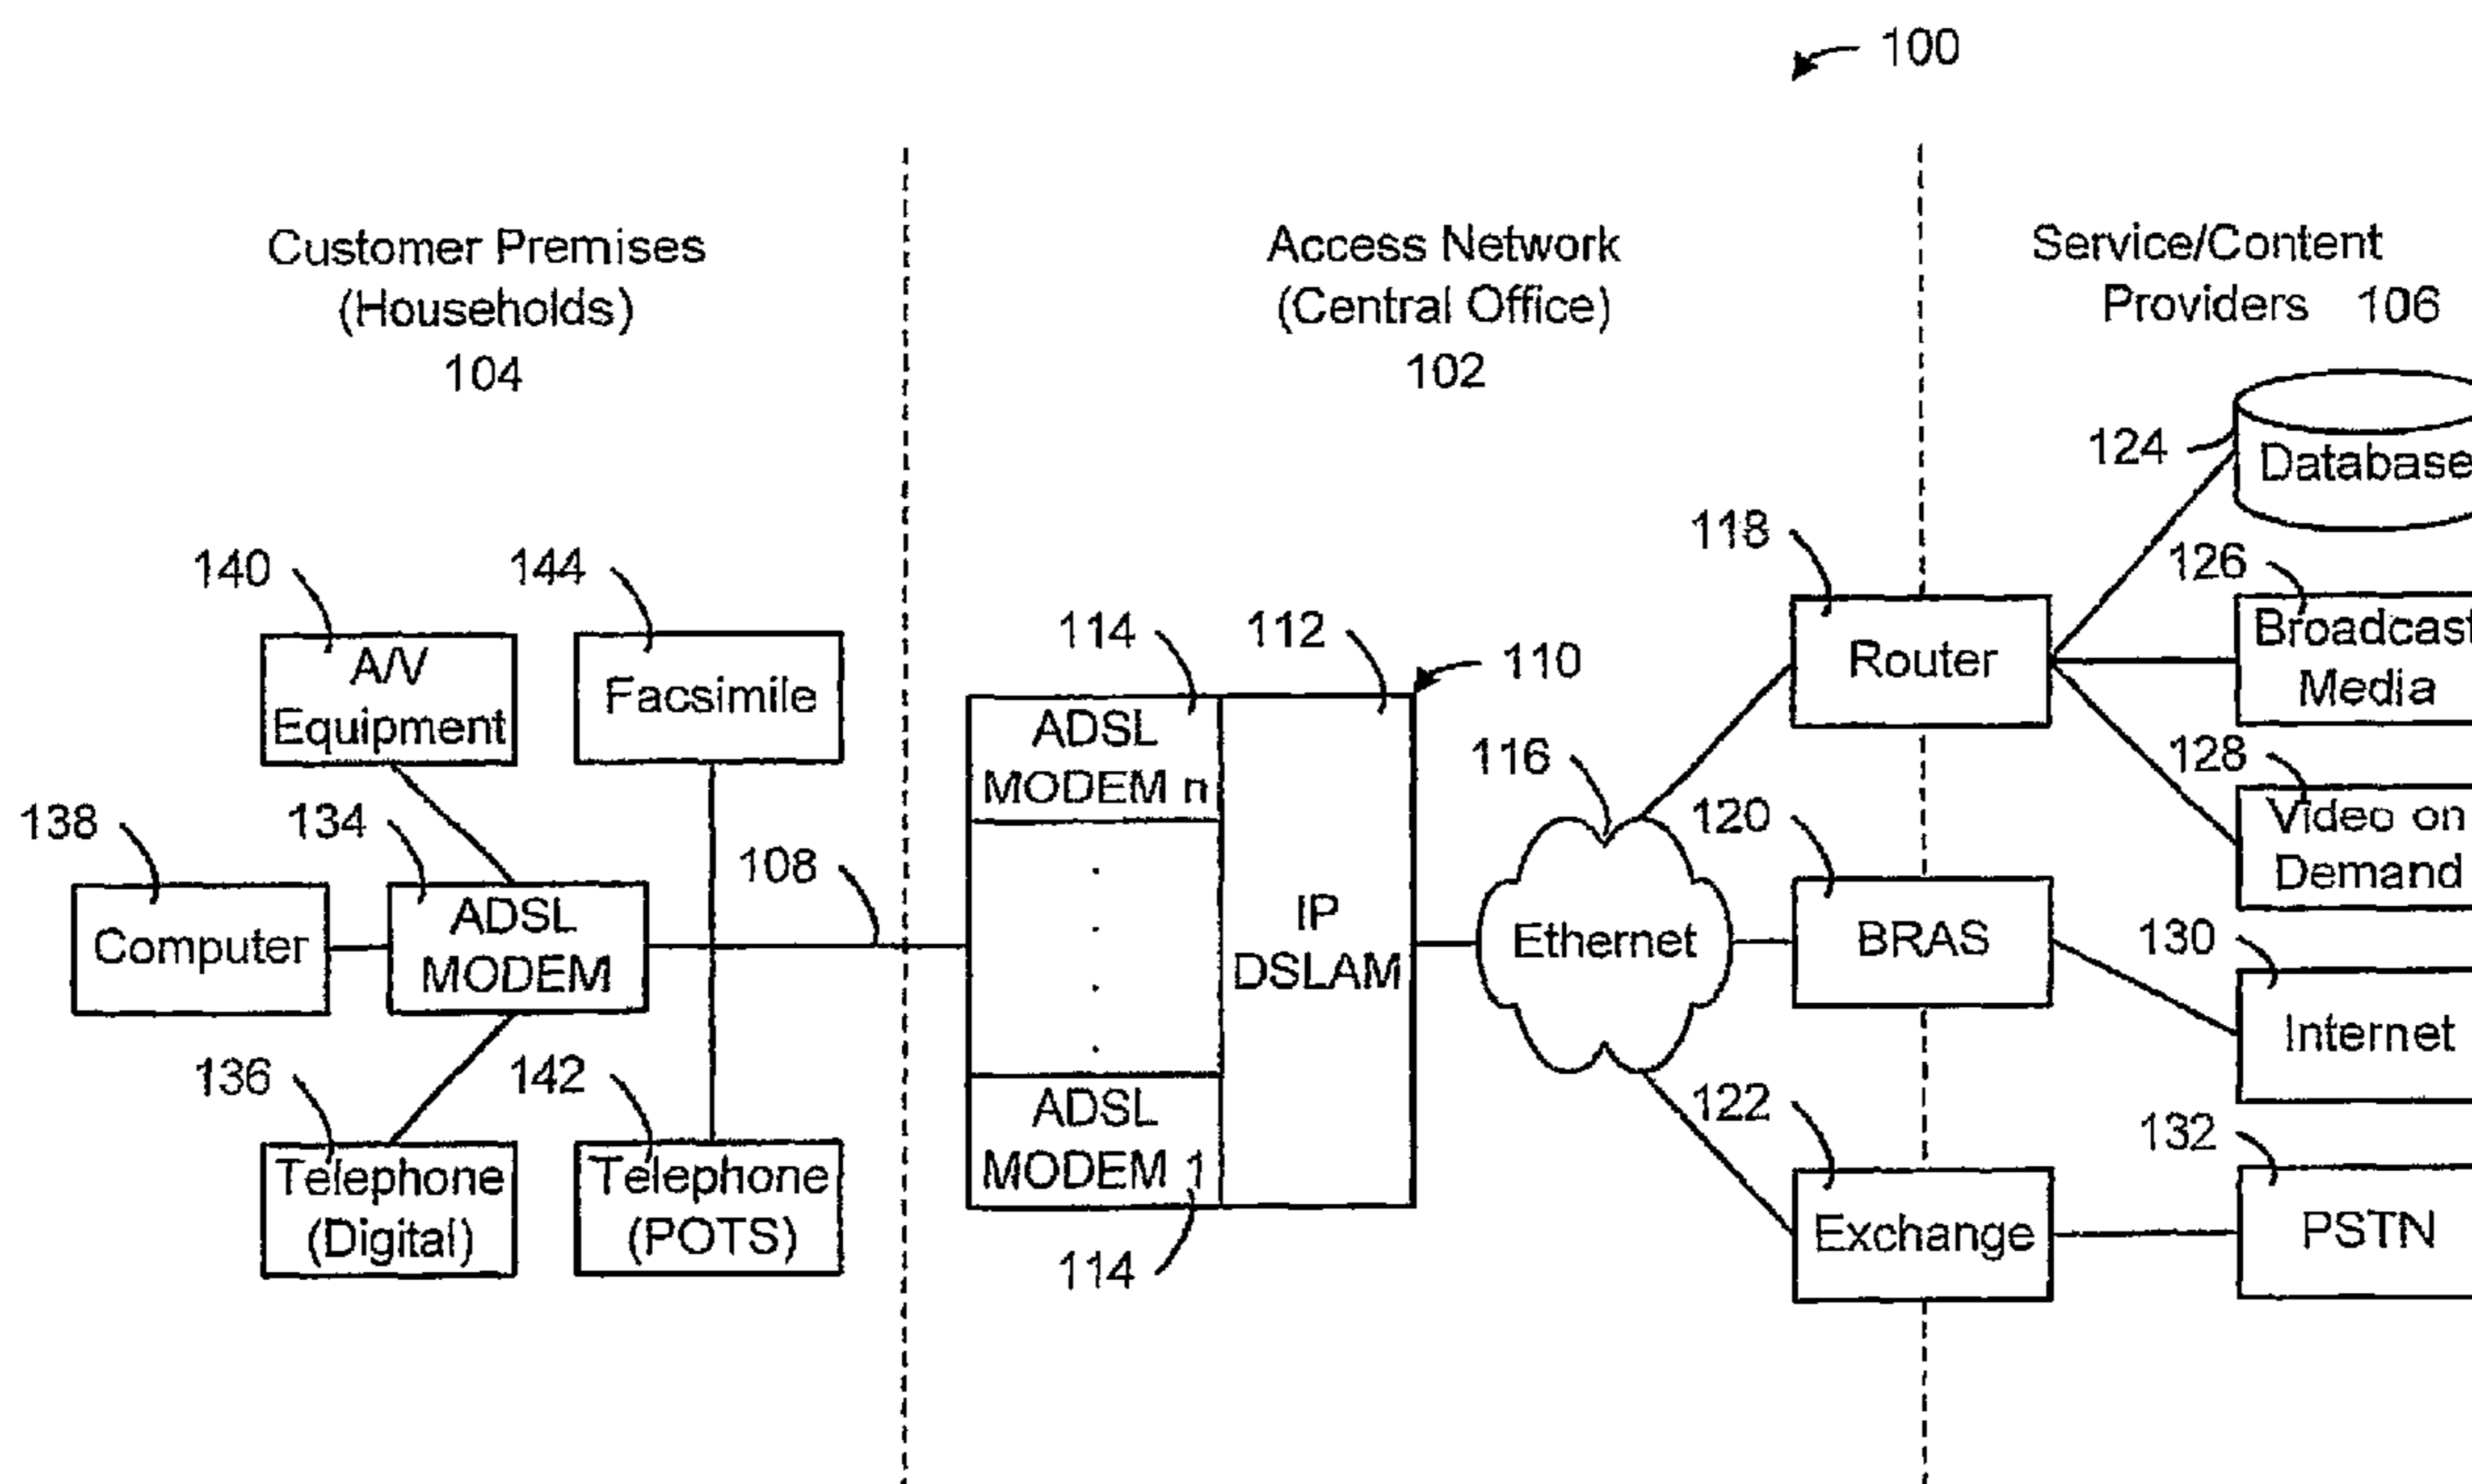 100
Customer Premises
(Households)
104
Access Network
(Central Office)
102
Service/Content
Providers 106
124
Database
118
126
140
144
114
112
110
Router
Broadcast
Media
A/V
Equipment
Facsimile
ADSL
MODEM n
116
128
Video on
Demand
138
134
108
120
Computer
ADSL
MODEM
IP
DSLAM
Ethernet
BRAS
130
Internet
136
142
122
132
Telephone
(Digital)
Telephone
(POTS)
ADSL
MODEM 1
114
Exchange
PSTN